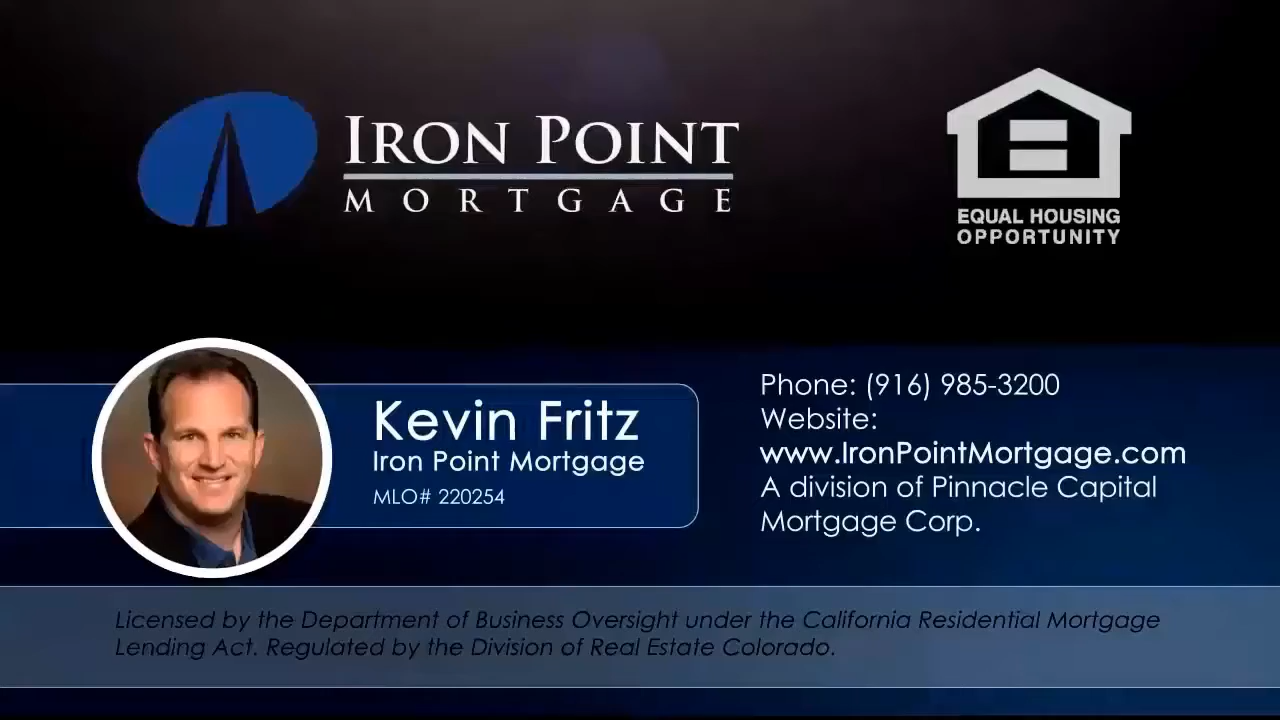 IRON POINT
MORTGAGE
EQUAL HOUSING
OPPORTUNITY
Kevin Fritz
Iron Point Mortgage
MLO# 220254
Phone: (916) 985-3200
Website:
www.IronPointMortgage.com
A division of Pinnacle Capital
Mortgage Corp.
Licensed by the Department of Business Oversight under the California Residential Mortgage
Lending Act. Regulated by the Division of Real Estate Colorado.